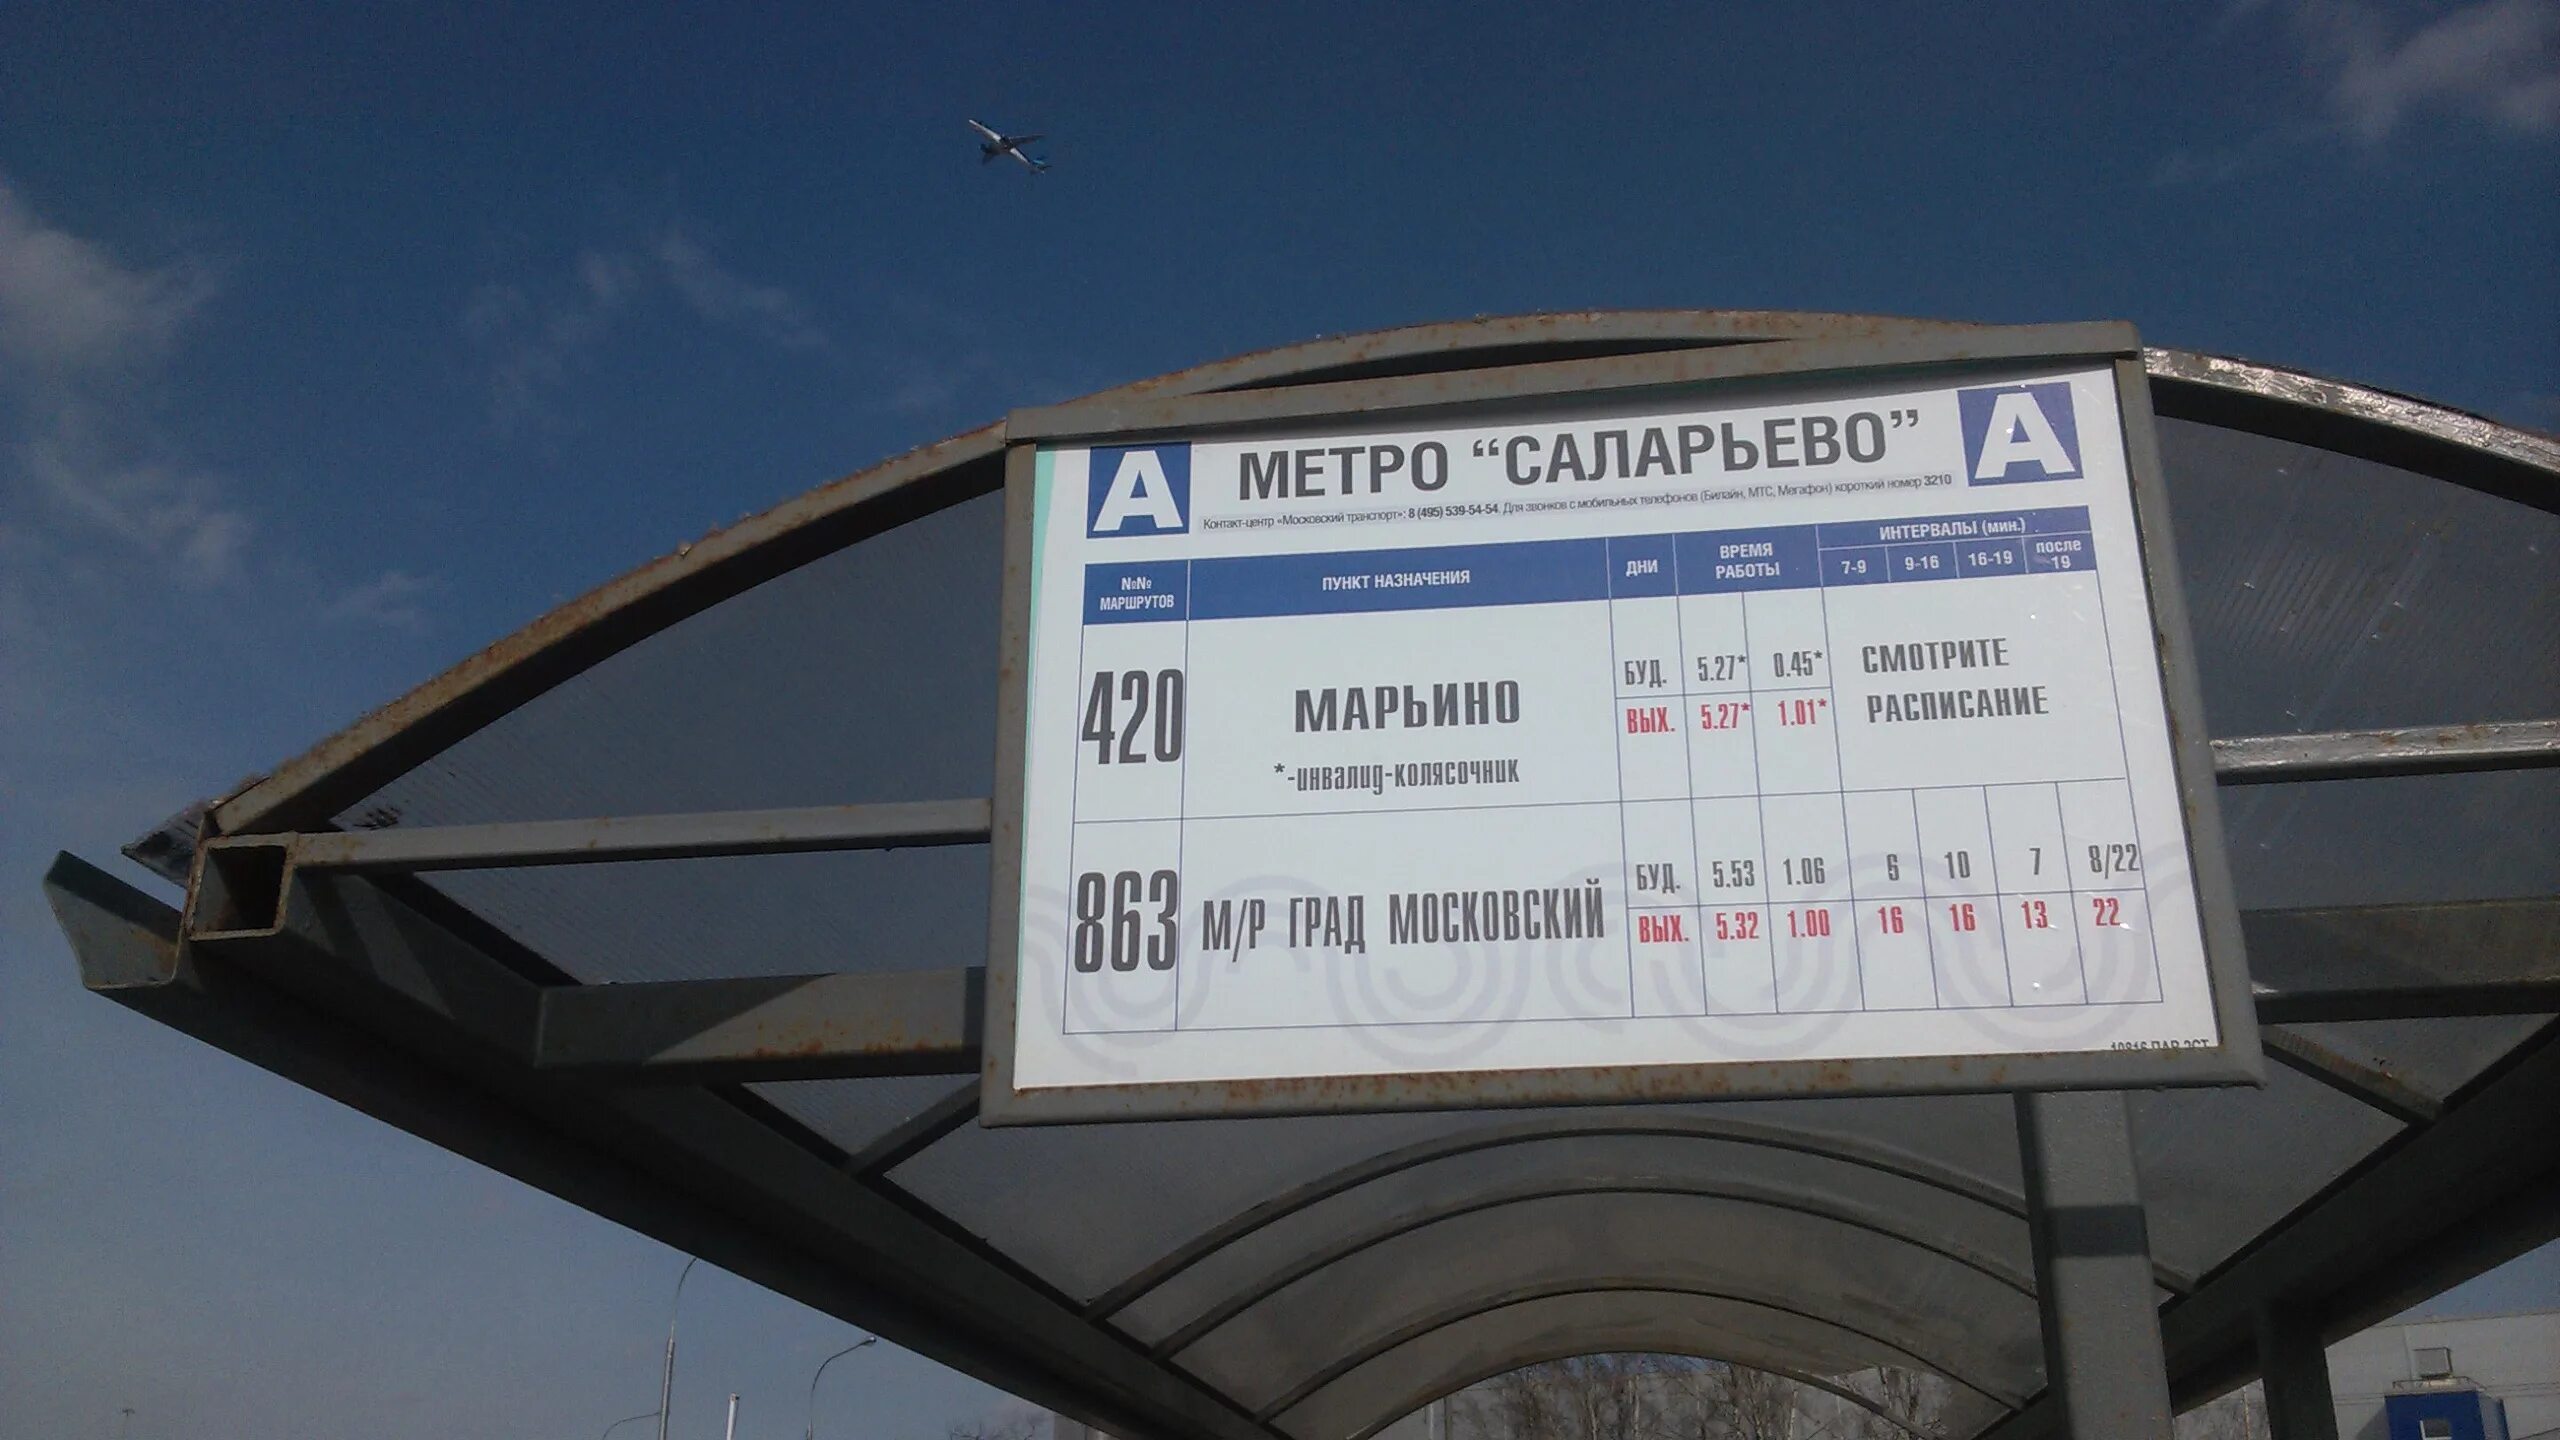 А МЕТРО “САЛАРЬЕВО” А
Контакт-центр «Московский транспорт»: 8 (495) 539-54-54. Для звонков с мобильных телефонов (Билайн, МТС, Мегафон) короткий номер 3210
№№ МАРШРУТОВ ПУНКТ НАЗНАЧЕНИЯ ДНИ ВРЕМЯ РАБОТЫ ИНТЕРВАЛЫ (мин.)
7-9 9-16 16-19 после 19
420 МАРЬИНО БУД. 5.27* 0.45* СМОТРИТЕ
ВЫХ. 5.27* 1.01* РАСПИСАНИЕ
*-инвалид-колясочник
863 М/Р ГРАД МОСКОВСКИЙ БУД. 5.53 1.06 6 10 7 8/22
ВЫХ. 5.32 1.00 16 16 13 22